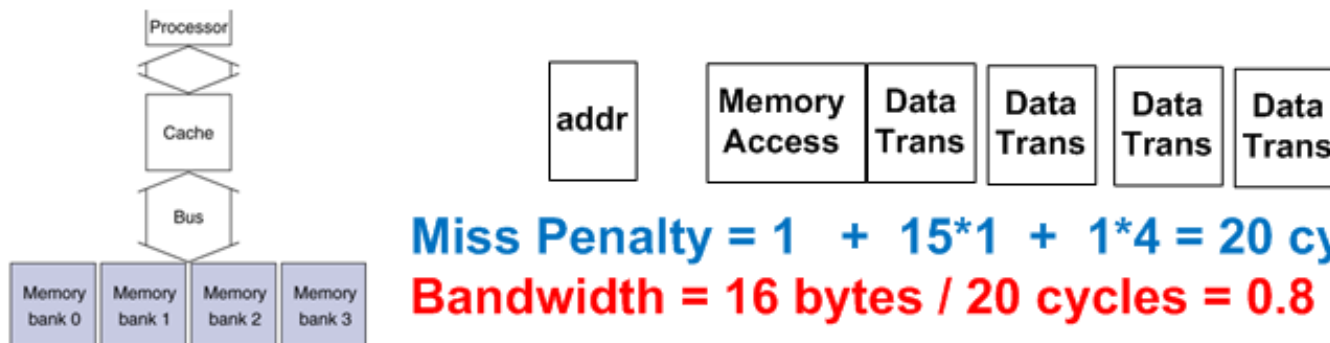 Processor
Cache
Bus
Memory
bank 0
Memory
bank 1
Memory
bank 2
Memory
bank 3
addr
Memory
Access
Data
Trans
Data
Trans
Data
Trans
Data
Trans
Miss Penalty = 1 + 15*1 + 1*4 = 20 cy
Bandwidth = 16 bytes / 20 cycles = 0.8